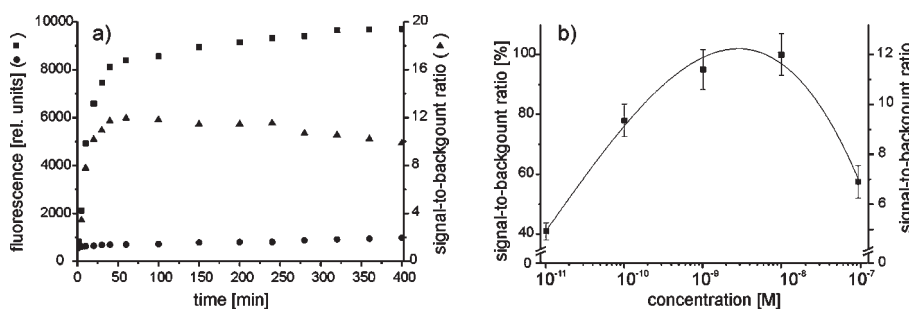 a)
10000
8000
6000
4000
2000
0
fluorescence [rel. units] (■ ●)
0 50 100 150 200 250 300 350 400
time [min]
20
16
12
8
4
0
signal-to-backgount ratio (▲)
b)
100
80
60
40
signal-to-backgount ratio [%]
10⁻¹¹ 10⁻¹⁰ 10⁻⁹ 10⁻⁸ 10⁻⁷
concentration [M]
12
10
8
6
0
signal-to-backgount ratio